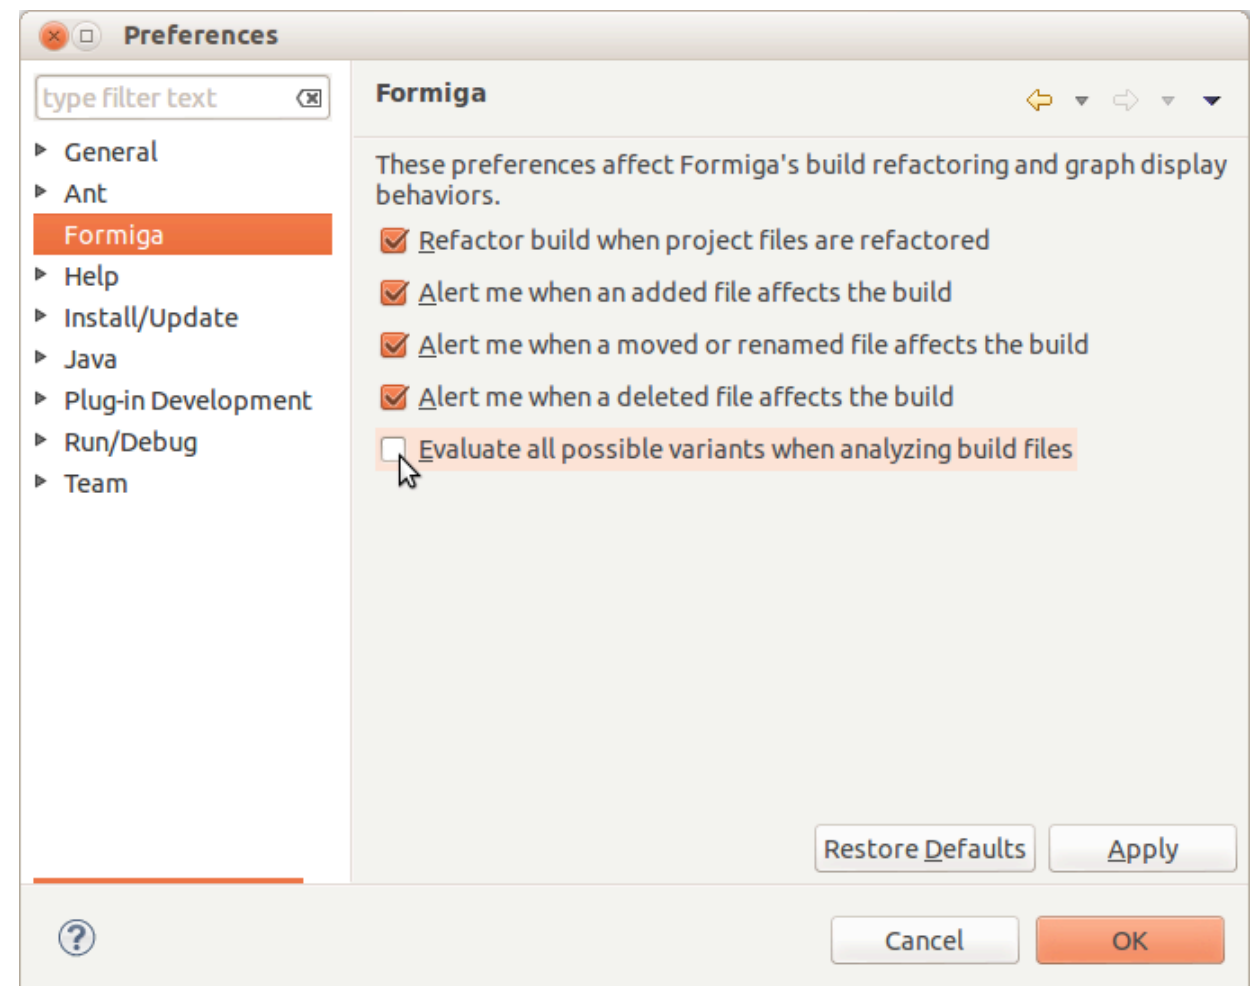 Preferences
type filter text
General
Ant
Formiga
Help
Install/Update
Java
Plug-in Development
Run/Debug
Team
Formiga
These preferences affect Formiga's build refactoring and graph display
behaviors.
Refactor build when project files are refactored
Alert me when an added file affects the build
Alert me when a moved or renamed file affects the build
Alert me when a deleted file affects the build
Evaluate all possible variants when analyzing build files
Restore Defaults
Apply
Cancel
OK